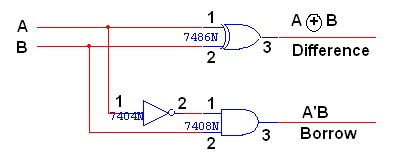 A
B
1
7486N
2
3
A ⊕ B
Difference
1
7404N
2
1
7408N
2
3
A'B
Borrow